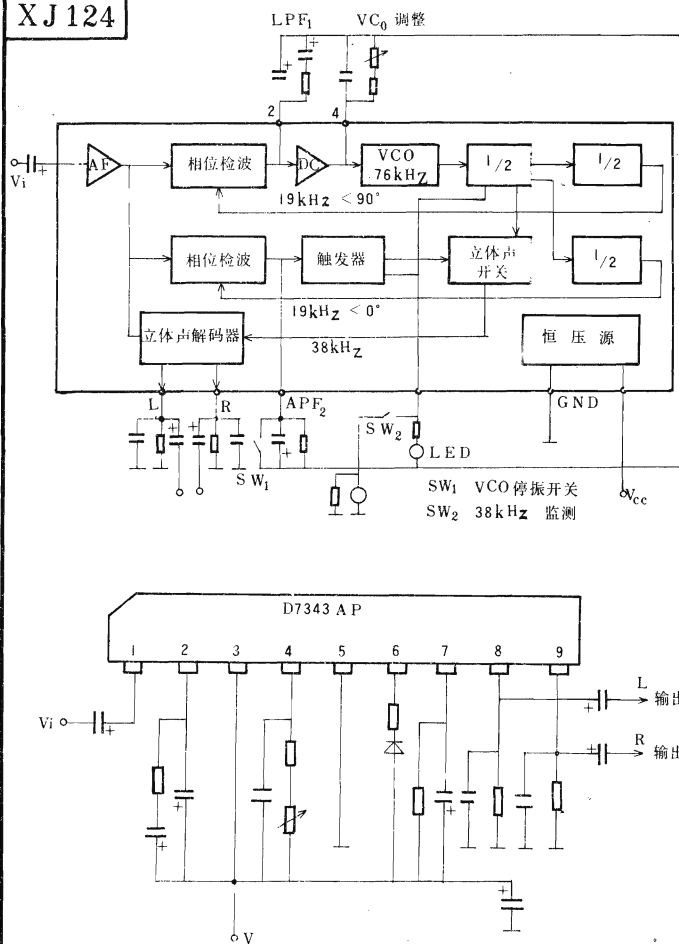 XJ124
LPF₁ VC₀ 调整
2 4
AF 相位检波 DC VCO 76kHz 1/2 1/2
Vi
19kHz < 90°
相位检波 触发器 立体声开关 1/2
19kHz < 0°
立体声解码器 38kHz 恒压源
L R APF₂ GND
SW₂
LED
SW₁
SW₁ VCO停振开关
Vcc
SW₂ 38kHz 监测
D7343AP
1 2 3 4 5 6 7 8 9
L
输出
Vi
R
输出
V